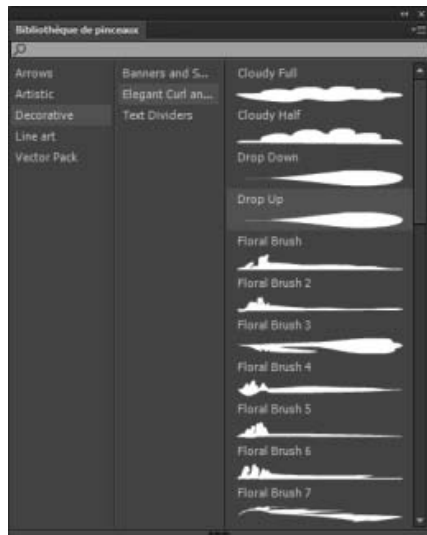 Bibliothèque de pinceaux
Arrows
Artistic
Decorative
Line art
Vector Pack
Banners and S...
Elegant Curl an...
Text Dividers
Cloudy Full
Cloudy Half
Drop Down
Drop Up
Floral Brush
Floral Brush 2
Floral Brush 3
Floral Brush 4
Floral Brush 5
Floral Brush 6
Floral Brush 7